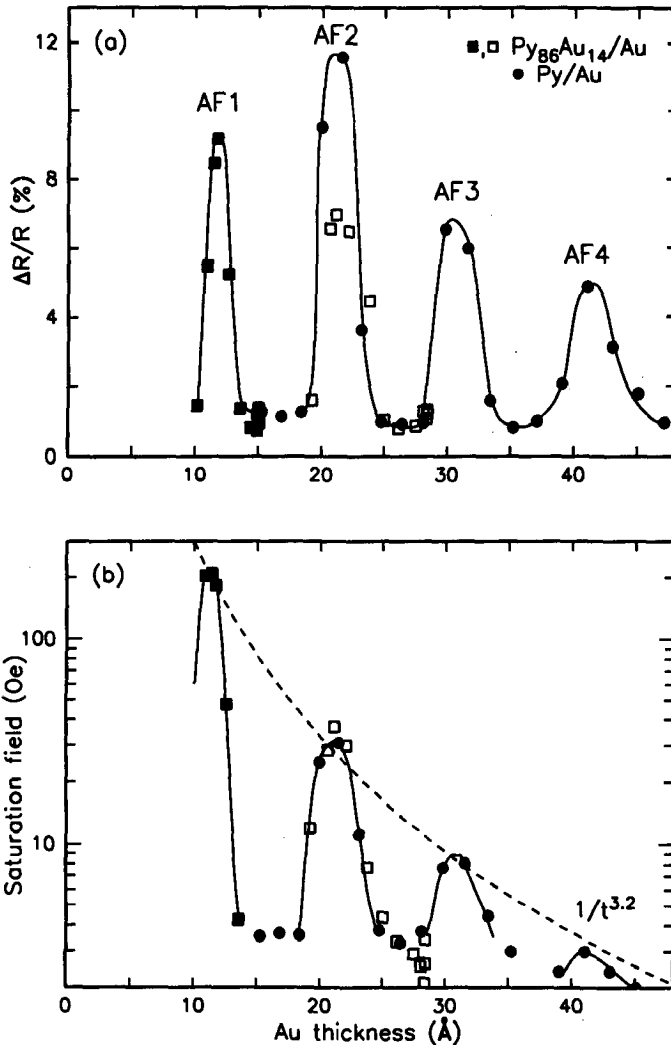 (a)
AF1
AF2
AF3
AF4
■,□ Py86Au14/Au
● Py/Au
12
8
4
0
ΔR/R (%)
0 10 20 30 40
(b)
100
10
Saturation field (Oe)
1/t^3.2
0 10 20 30 40
Au thickness (Å)